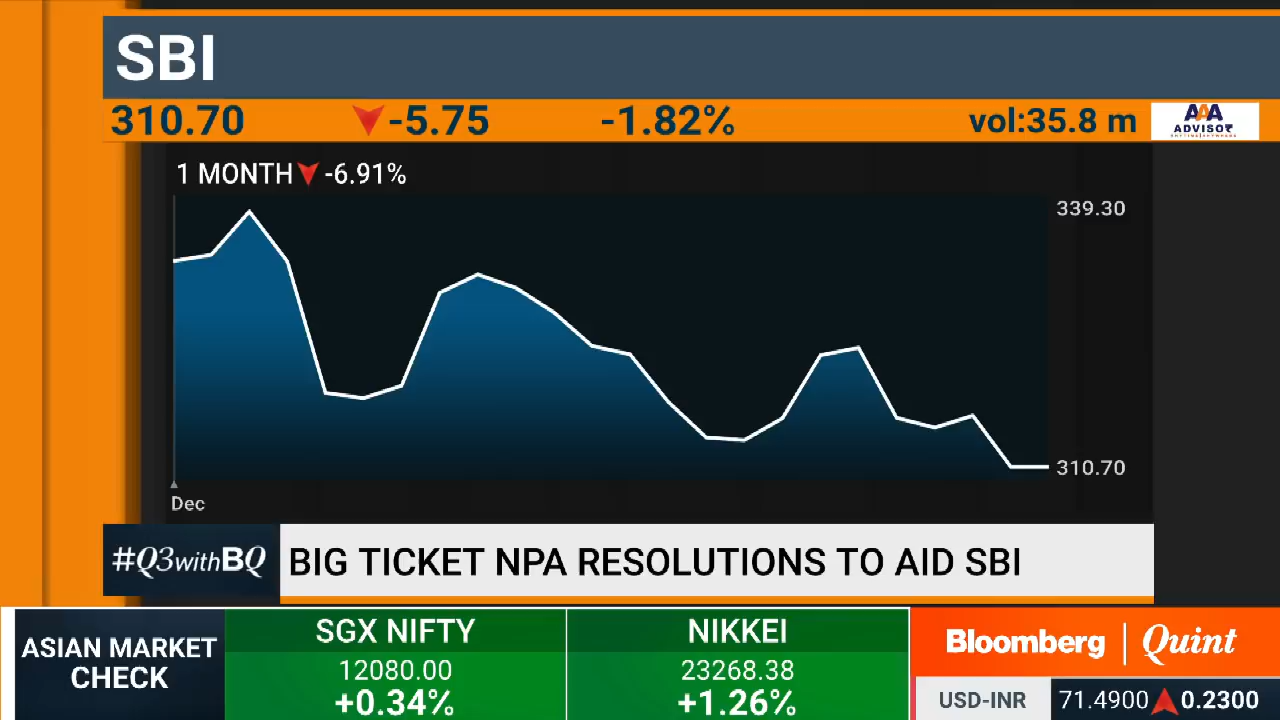 SBI
310.70 -5.75 -1.82% vol:35.8 m
AAA
ADVISO₹
1 MONTH -6.91%
339.30
310.70
Dec
#Q3withBQ BIG TICKET NPA RESOLUTIONS TO AID SBI
ASIAN MARKET
CHECK
SGX NIFTY
12080.00
+0.34%
NIKKEI
23268.38
+1.26%
Bloomberg | Quint
USD-INR 71.4900 0.2300